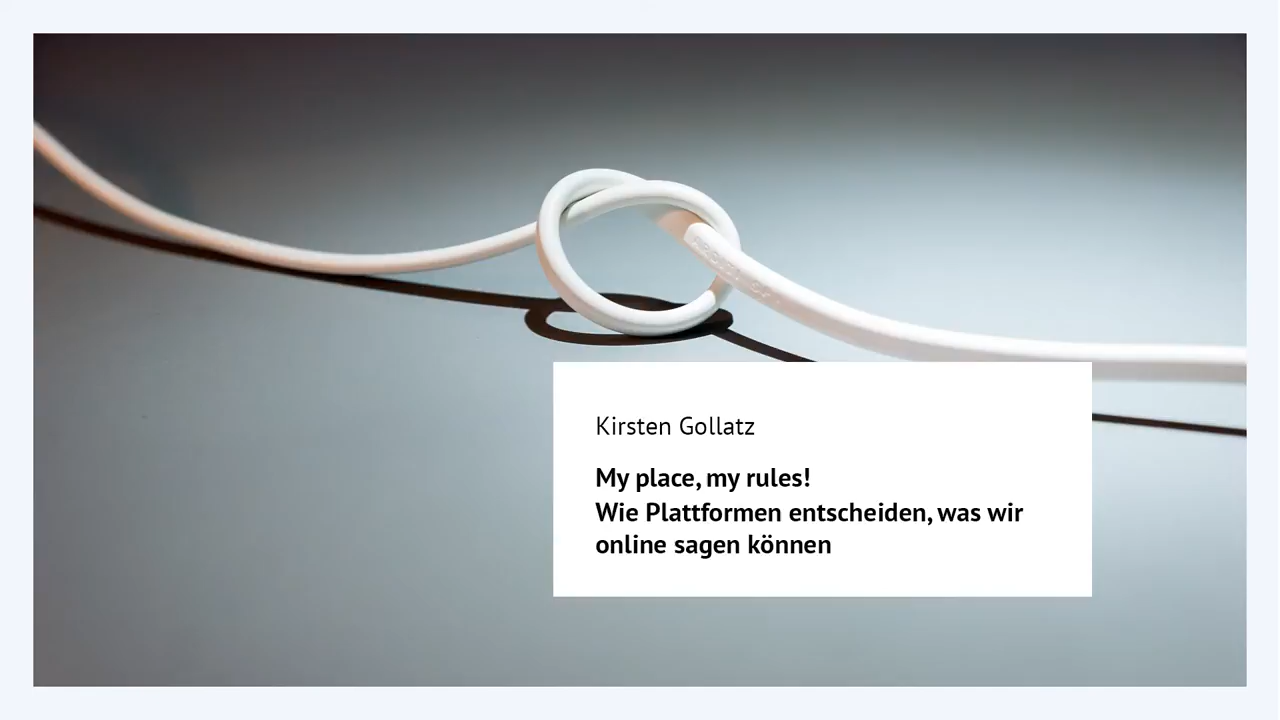 Kirsten Gollatz
My place, my rules!
Wie Plattformen entscheiden, was wir
online sagen können